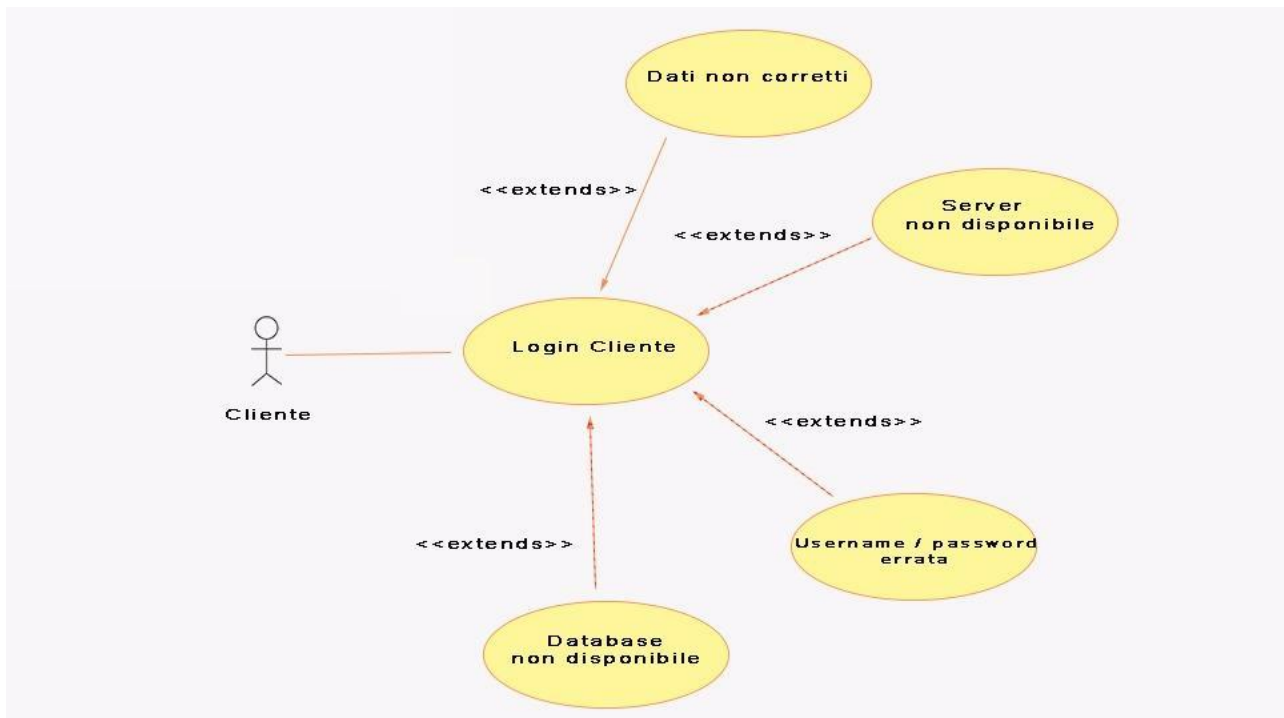 Dati non corretti
<<extends>>
Server
non disponibile
<<extends>>
Login Cliente
Cliente
<<extends>>
Username / password
errata
<<extends>>
Database
non disponibile